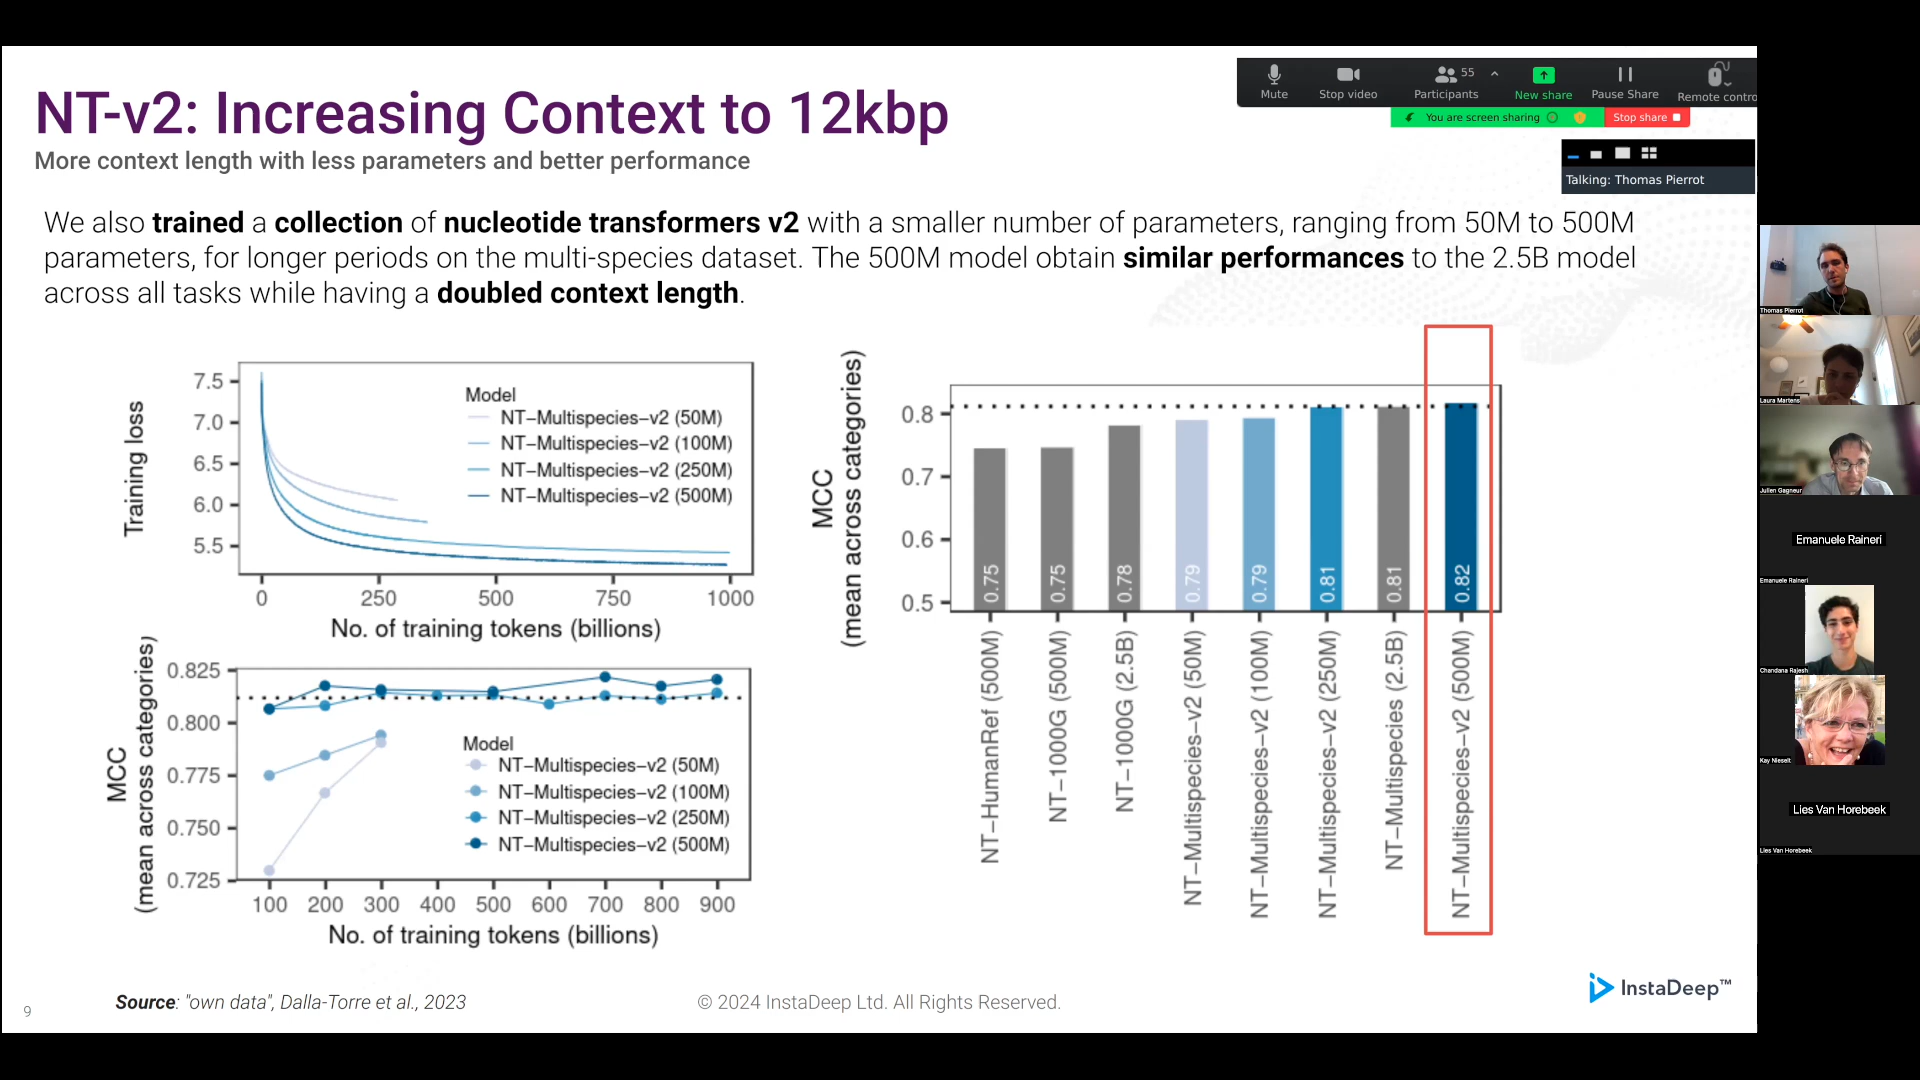 NT-v2: Increasing Context to 12kbp
More context length with less parameters and better performance
Mute
Stop video
55
Participants
New share
Pause Share
Remote contro
You are screen sharing
Stop share
Talking: Thomas Pierrot
We also trained a collection of nucleotide transformers v2 with a smaller number of parameters, ranging from 50M to 500M
parameters, for longer periods on the multi-species dataset. The 500M model obtain similar performances to the 2.5B model
across all tasks while having a doubled context length.
Training loss
7.5
7.0
6.5
6.0
5.5
Model
NT−Multispecies−v2 (50M)
NT−Multispecies−v2 (100M)
NT−Multispecies−v2 (250M)
NT−Multispecies−v2 (500M)
0 250 500 750 1000
No. of training tokens (billions)
MCC
(mean across categories)
0.825
0.800
0.775
0.750
0.725
Model
NT−Multispecies−v2 (50M)
NT−Multispecies−v2 (100M)
NT−Multispecies−v2 (250M)
NT−Multispecies−v2 (500M)
100 200 300 400 500 600 700 800 900
No. of training tokens (billions)
MCC
(mean across categories)
0.8
0.7
0.6
0.5
0.75 0.75 0.78 0.79 0.79 0.81 0.81 0.82
NT−HumanRef (500M)
NT−1000G (500M)
NT−1000G (2.5B)
NT−Multispecies−v2 (50M)
NT−Multispecies−v2 (100M)
NT−Multispecies−v2 (250M)
NT−Multispecies (2.5B)
NT−Multispecies−v2 (500M)
9
Source: "own data", Dalla-Torre et al., 2023
© 2024 InstaDeep Ltd. All Rights Reserved.
InstaDeep™
Thomas Pierrot
Laura Martens
Julien Gagneur
Emanuele Raineri
Emanuele Raineri
Chandana Rajesh
Kay Nieselt
Lies Van Horebeek
Lies Van Horebeek